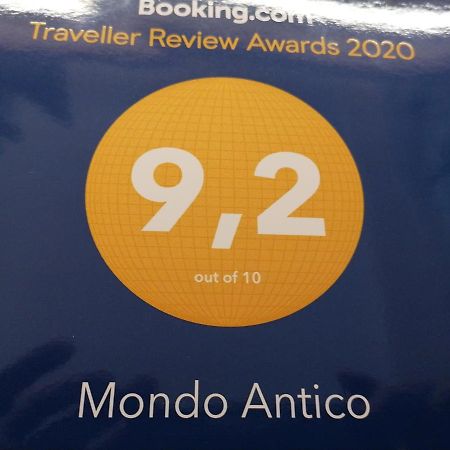 Booking.com
Traveller Review Awards 2020
9,2
out of 10
Mondo Antico